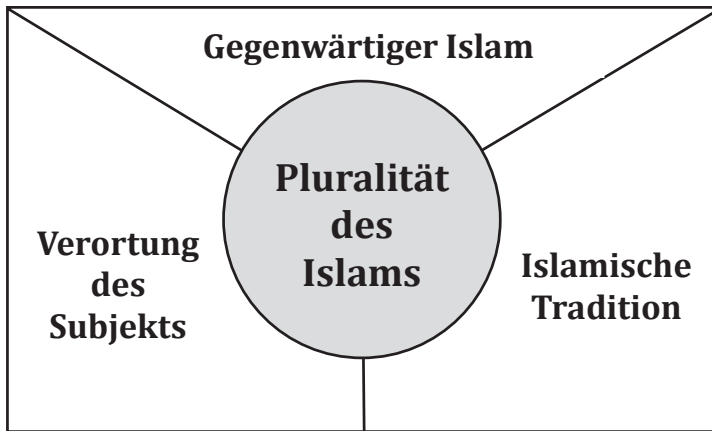 Gegenwärtiger Islam
Pluralität
des
Islams
Verortung
des
Subjekts
Islamische
Tradition